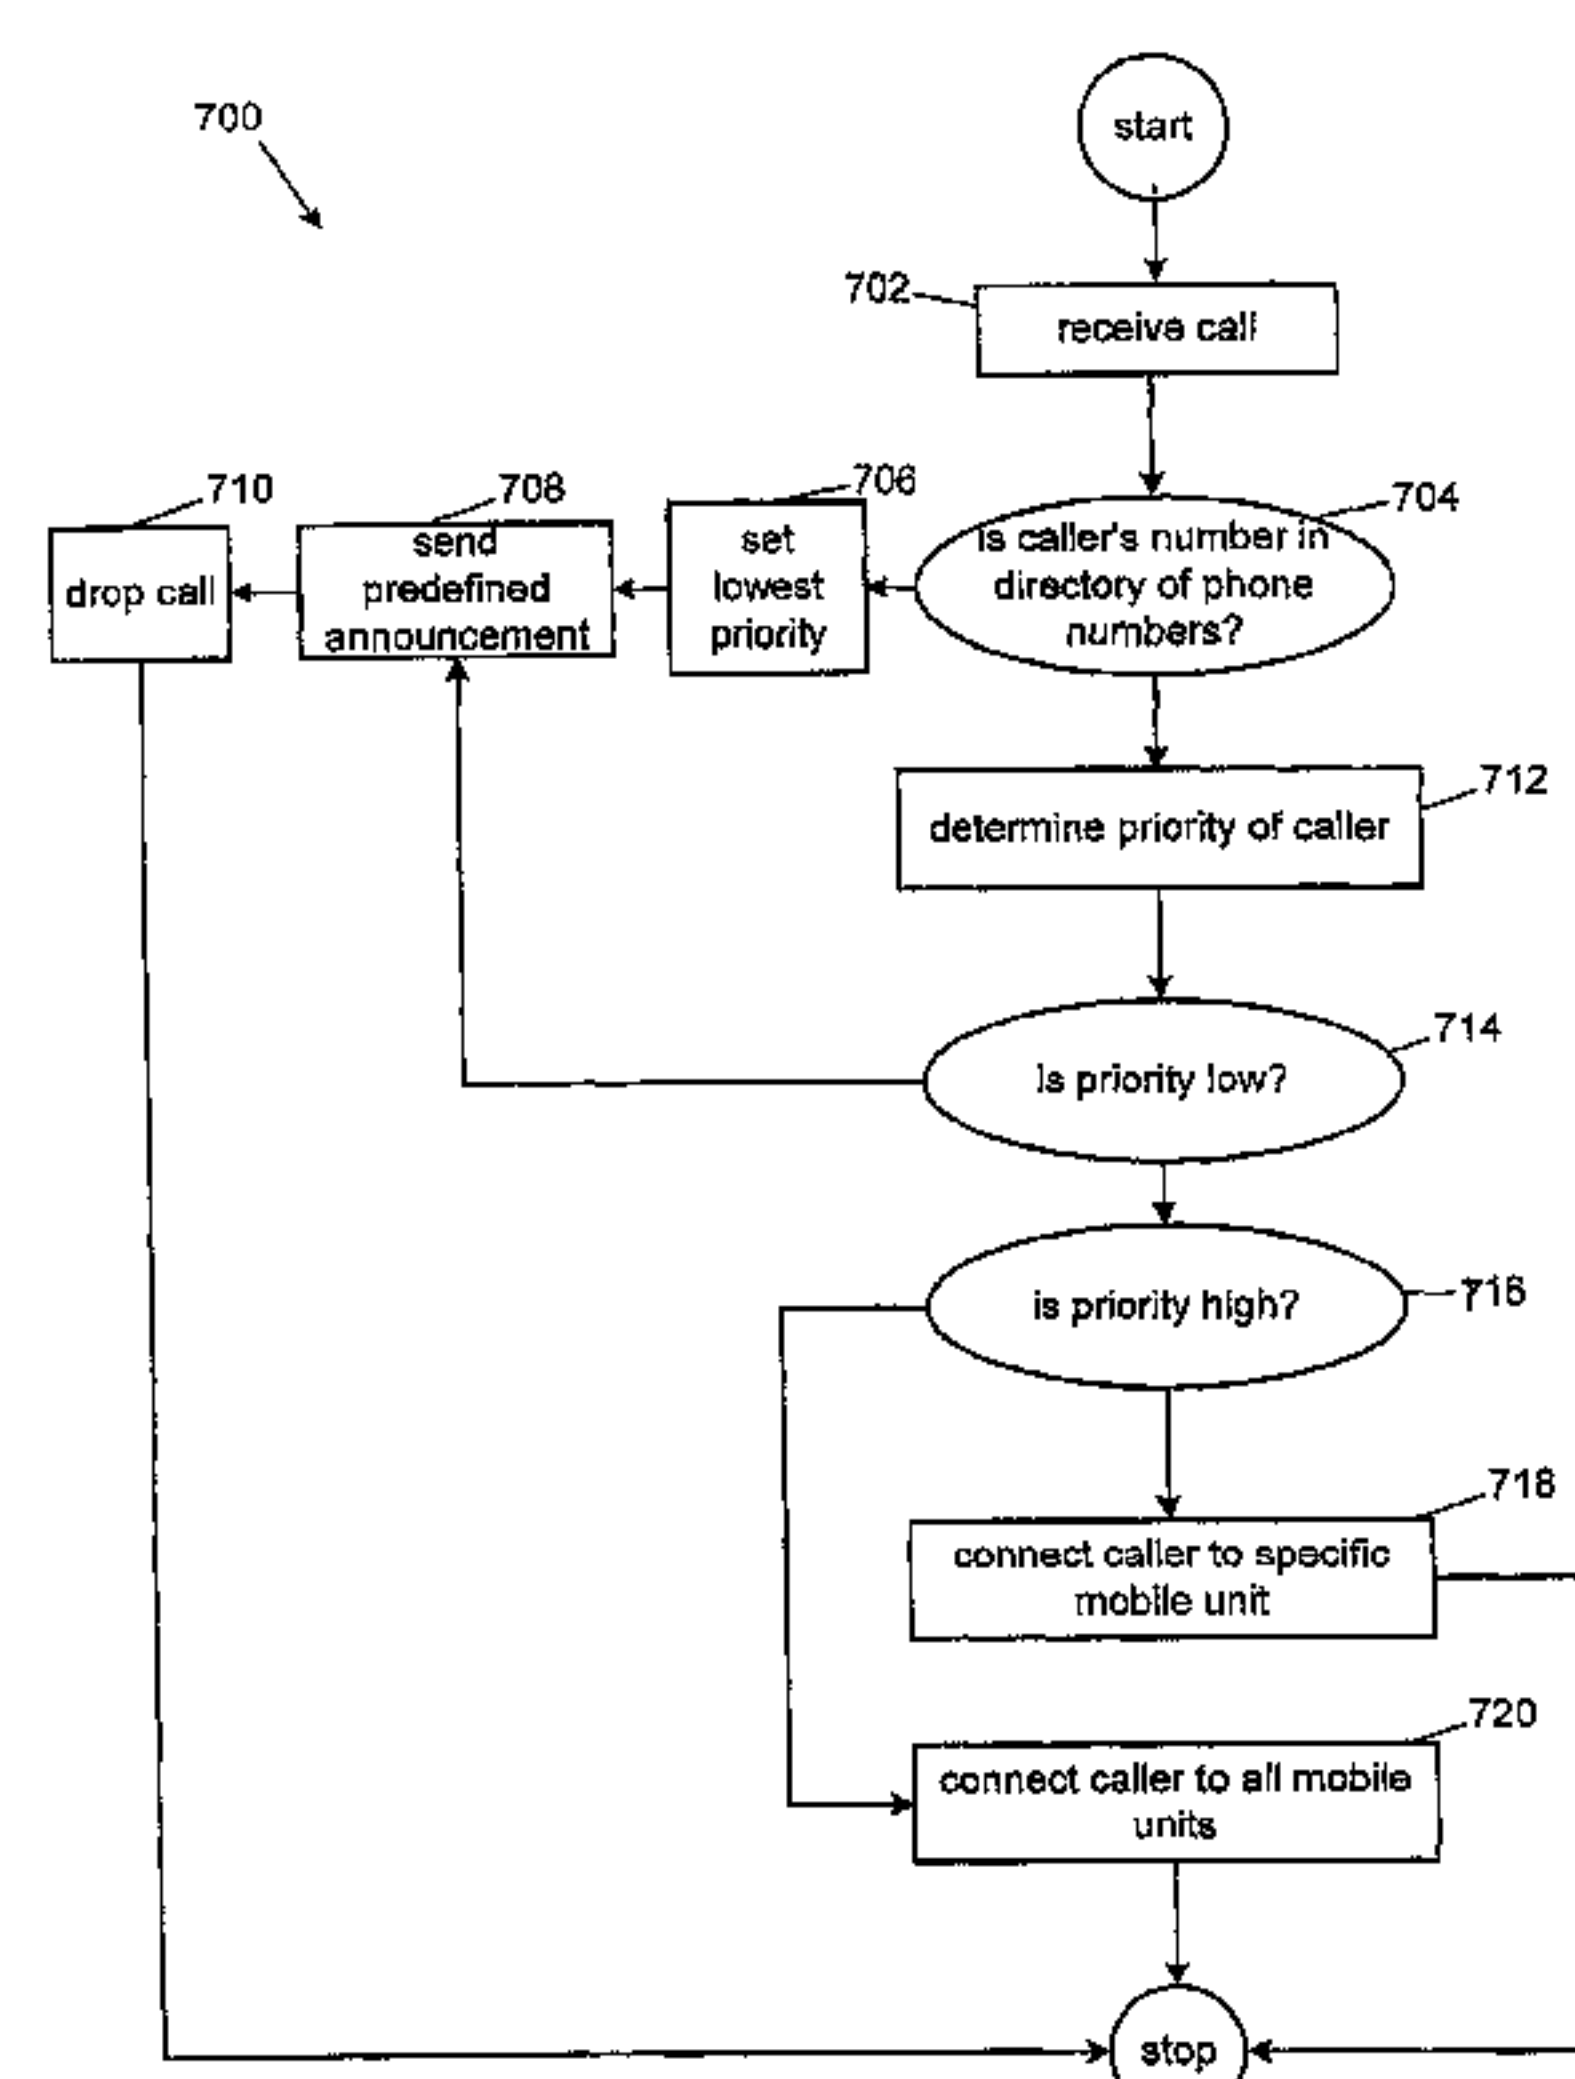 start
700
702
receive call
710
708
706
704
drop call
send
predefined
announcement
set
lowest
priority
is caller's number in
directory of phone
numbers?
712
determine priority of caller
714
is priority low?
716
is priority high?
718
connect caller to specific
mobile unit
720
connect caller to all mobile
units
stop